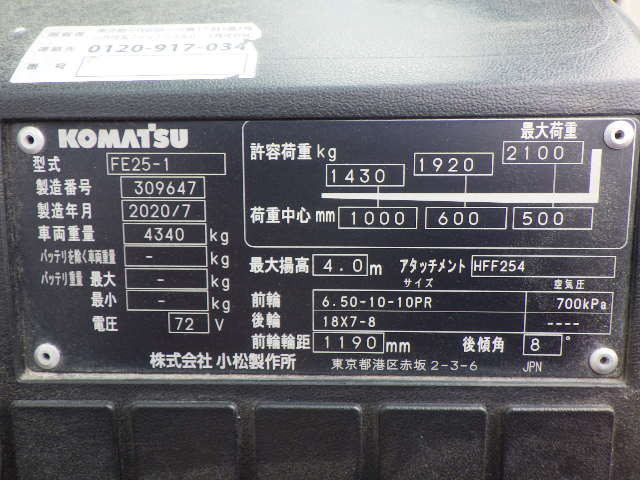 連絡先 0120-917-034
番号
KOMATSU
型式 FE25-1
製造番号 309647
製造年月 2020/7
車両重量 4340 kg
バッテリを除く車両重量 - kg
バッテリ重量 最大 - kg
最小 - kg
電圧 72 V
最大荷重
許容荷重 kg 1430 1920 2100
荷重中心 mm 1000 600 500
最大揚高 4.0 m アタッチメント HFF254
サイズ 空気圧
前輪 6.50-10-10PR 700kPa
後輪 18X7-8 ----
前輪輪距 1190 mm 後傾角 8°
株式会社 小松製作所 東京都港区赤坂 2-3-6 JPN